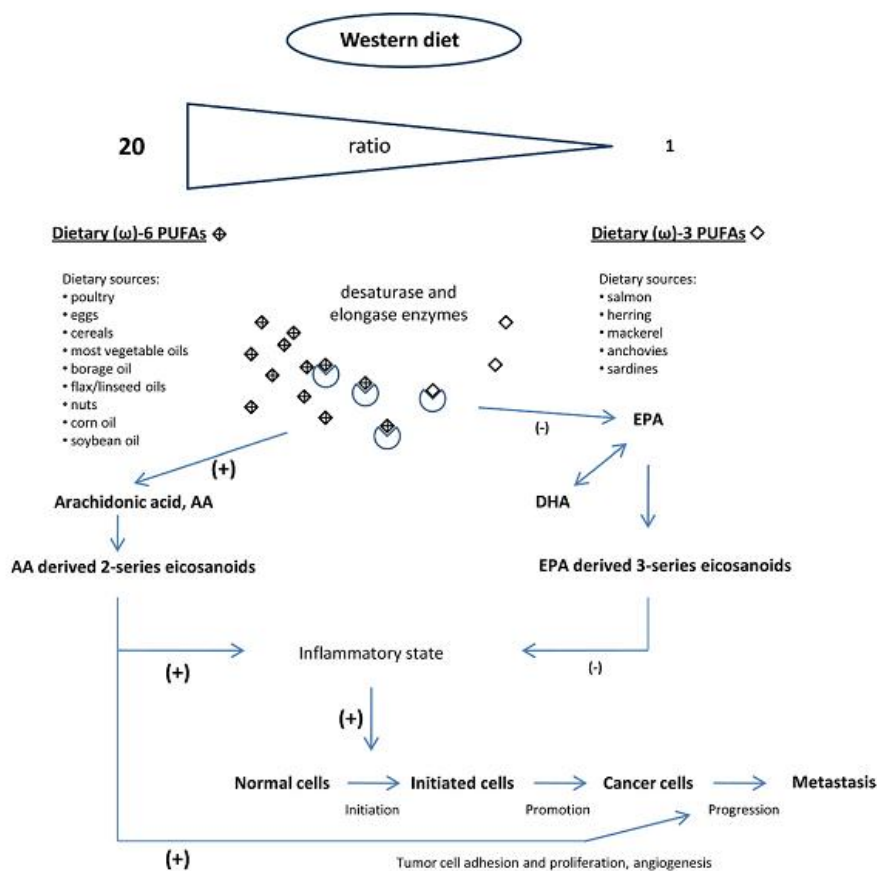 Western diet
20
ratio
1
Dietary (ω)-6 PUFAs
Dietary sources:
• poultry
• eggs
• cereals
• most vegetable oils
• borage oil
• flax/linseed oils
• nuts
• corn oil
• soybean oil
desaturase and
elongase enzymes
Dietary (ω)-3 PUFAs
Dietary sources:
• salmon
• herring
• mackerel
• anchovies
• sardines
(+)
(-)
EPA
Arachidonic acid, AA
DHA
AA derived 2-series eicosanoids
EPA derived 3-series eicosanoids
(+)
Inflammatory state
(-)
(+)
Normal cells
Initiated cells
Cancer cells
Metastasis
Initiation
Promotion
Progression
(+)
Tumor cell adhesion and proliferation, angiogenesis